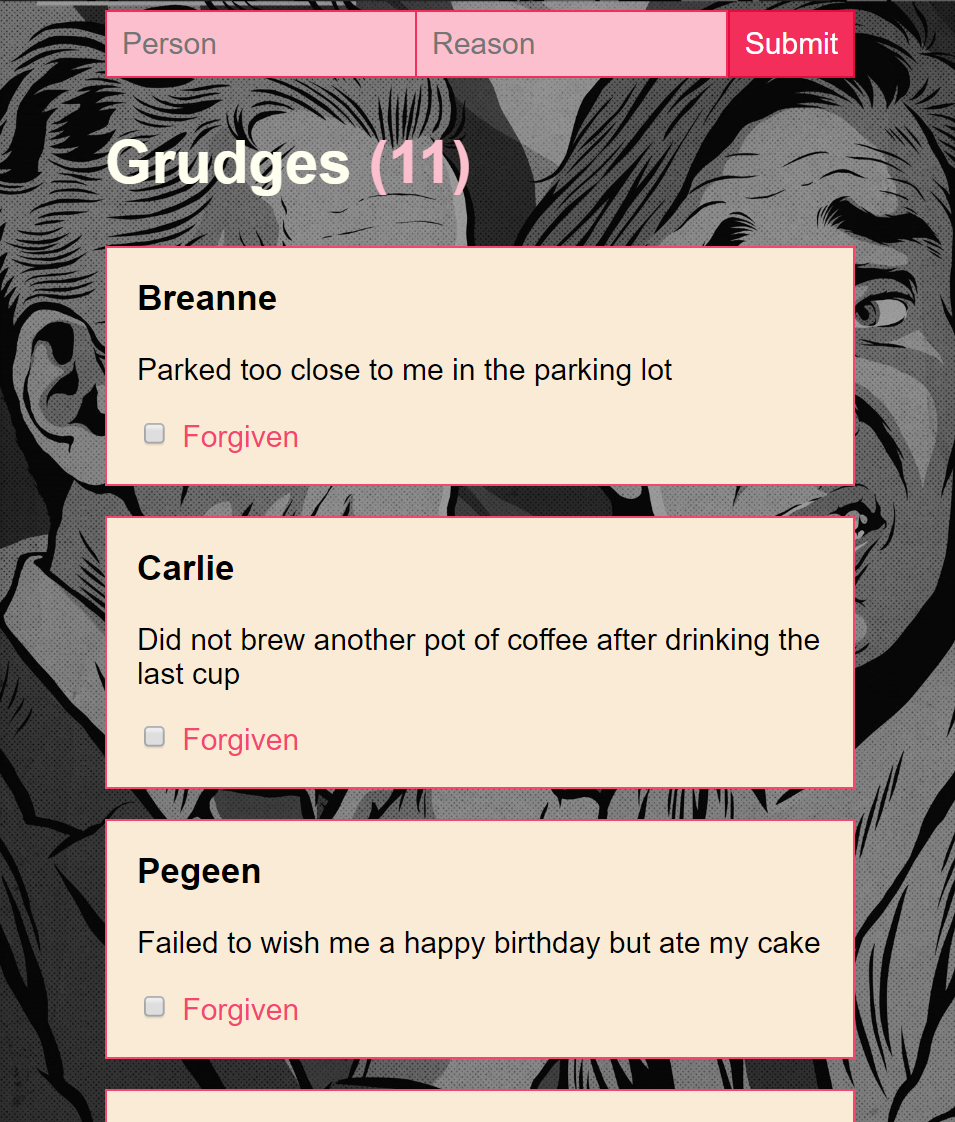 Person Reason Submit
Grudges (11)
Breanne
Parked too close to me in the parking lot
Forgiven
Carlie
Did not brew another pot of coffee after drinking the
last cup
Forgiven
Pegeen
Failed to wish me a happy birthday but ate my cake
Forgiven